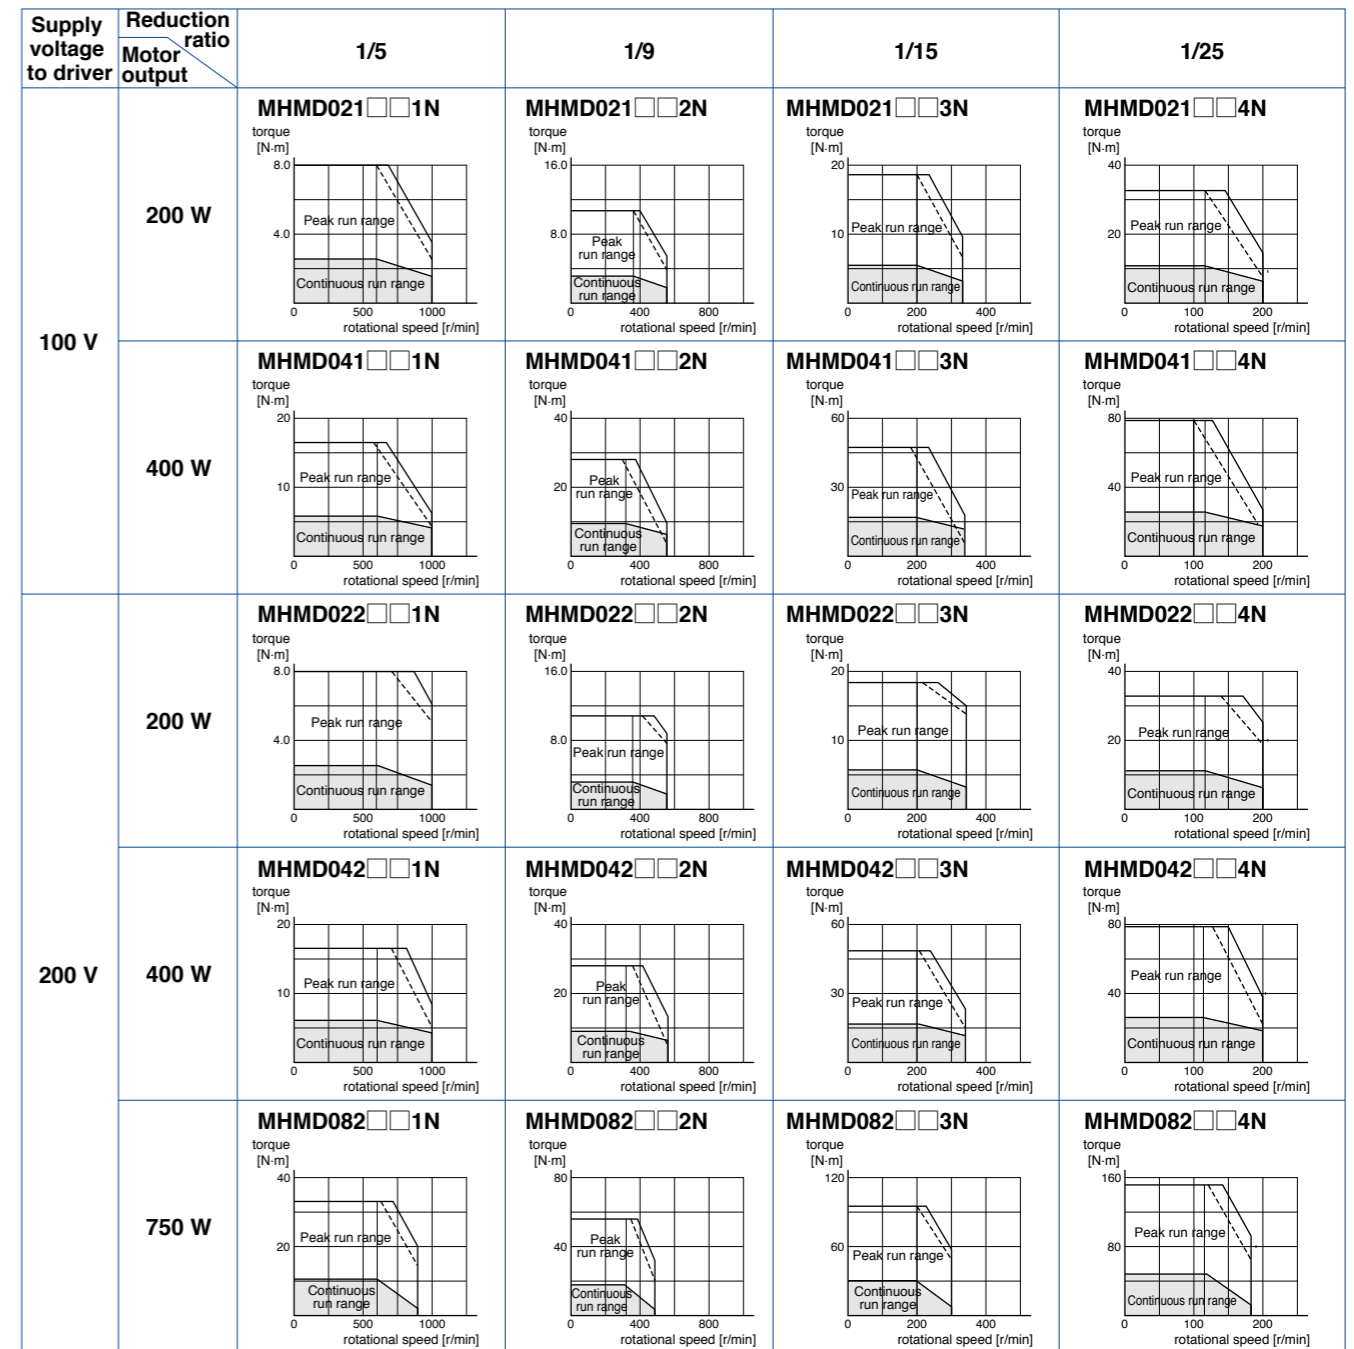 Supply voltage to driver
Reduction ratio
Motor output
1/5
1/9
1/15
1/25
100 V
200 W
MHMD021□□1N
torque
[N·m]
8.0
Peak run range
4.0
Continuous run range
0 500 1000
rotational speed [r/min]
MHMD021□□2N
torque
[N·m]
16.0
8.0
Peak
run range
Continuous
run range
0 400 800
rotational speed [r/min]
MHMD021□□3N
torque
[N·m]
20
Peak run range
10
Continuous run range
0 200 400
rotational speed [r/min]
MHMD021□□4N
torque
[N·m]
40
Peak run range
20
Continuous run range
0 100 200
rotational speed [r/min]
400 W
MHMD041□□1N
torque
[N·m]
20
Peak run range
10
Continuous run range
0 500 1000
rotational speed [r/min]
MHMD041□□2N
torque
[N·m]
40
Peak
20
run range
Continuous
run range
0 400 800
rotational speed [r/min]
MHMD041□□3N
torque
[N·m]
60
30
Peak run range
Continuous run range
0 200 400
rotational speed [r/min]
MHMD041□□4N
torque
[N·m]
80
Peak run range
40
Continuous run range
0 100 200
rotational speed [r/min]
200 V
200 W
MHMD022□□1N
torque
[N·m]
8.0
Peak run range
4.0
Continuous run range
0 500 1000
rotational speed [r/min]
MHMD022□□2N
torque
[N·m]
16.0
8.0
Peak run range
Continuous
run range
0 400 800
rotational speed [r/min]
MHMD022□□3N
torque
[N·m]
20
Peak run range
10
Continuous run range
0 200 400
rotational speed [r/min]
MHMD022□□4N
torque
[N·m]
40
Peak run range
20
Continuous run range
0 100 200
rotational speed [r/min]
400 W
MHMD042□□1N
torque
[N·m]
20
Peak run range
10
Continuous run range
0 500 1000
rotational speed [r/min]
MHMD042□□2N
torque
[N·m]
40
Peak
20
run range
Continuous
run range
0 400 800
rotational speed [r/min]
MHMD042□□3N
torque
[N·m]
60
30
Peak run range
Continuous run range
0 200 400
rotational speed [r/min]
MHMD042□□4N
torque
[N·m]
80
Peak run range
40
Continuous run range
0 100 200
rotational speed [r/min]
750 W
MHMD082□□1N
torque
[N·m]
40
Peak run range
20
Continuous
run range
0 500 1000
rotational speed [r/min]
MHMD082□□2N
torque
[N·m]
80
Peak
40
run range
Continuous
run range
0 400 800
rotational speed [r/min]
MHMD082□□3N
torque
[N·m]
120
60
Peak run range
Continuous
run range
0 200 400
rotational speed [r/min]
MHMD082□□4N
torque
[N·m]
160
Peak run range
80
Continuous run range
0 100 200
rotational speed [r/min]